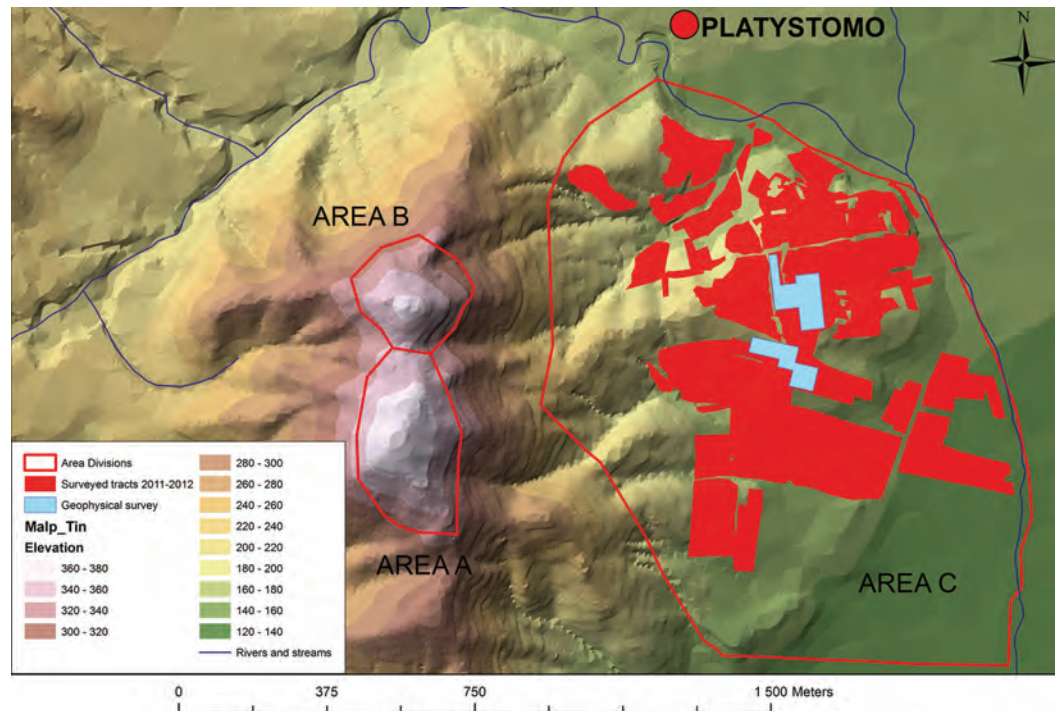 PLATYSTOMO
N
AREA B
AREA A
AREA C
Area Divisions
Surveyed tracts 2011-2012
Geophysical survey
Malp_Tin
Elevation
360 - 380
340 - 360
320 - 340
300 - 320
280 - 300
260 - 280
240 - 260
220 - 240
200 - 220
180 - 200
160 - 180
140 - 160
120 - 140
Rivers and streams
0 375 750 1 500 Meters